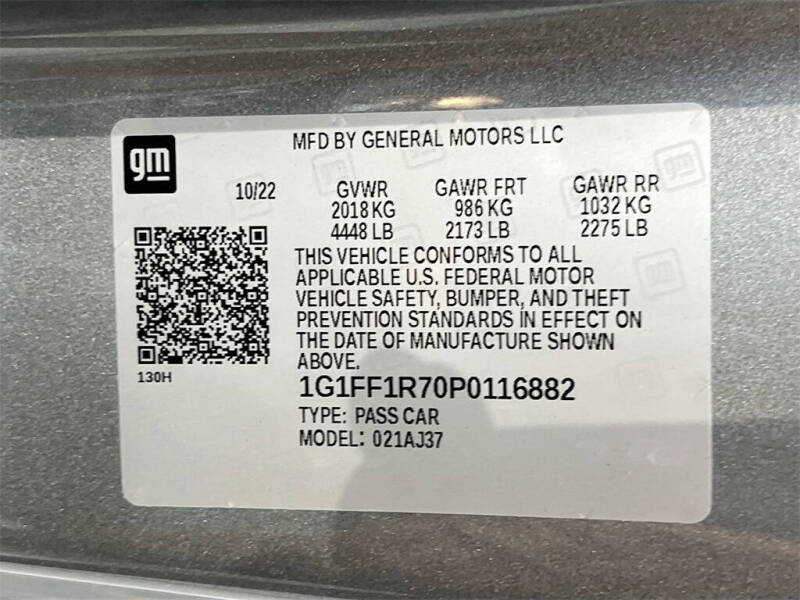 MFD BY GENERAL MOTORS LLC
gm
10/22 GVWR GAWR FRT GAWR RR
2018 KG 986 KG 1032 KG
4448 LB 2173 LB 2275 LB
THIS VEHICLE CONFORMS TO ALL
APPLICABLE U.S. FEDERAL MOTOR
VEHICLE SAFETY, BUMPER, AND THEFT
PREVENTION STANDARDS IN EFFECT ON
THE DATE OF MANUFACTURE SHOWN
ABOVE.
130H
1G1FF1R70P0116882
TYPE: PASS CAR
MODEL: 021AJ37